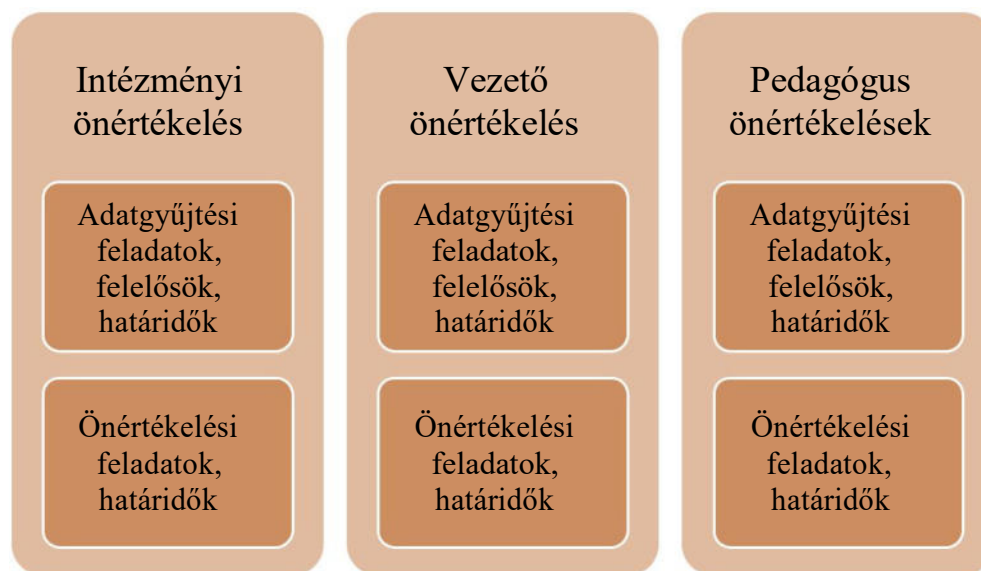 Intézményi
önértékelés
Adatgyűjtési
feladatok,
felelősök,
határidők
Önértékelési
feladatok,
határidők
Vezető
önértékelés
Adatgyűjtési
feladatok,
felelősök,
határidők
Önértékelési
feladatok,
határidők
Pedagógus
önértékelések
Adatgyűjtési
feladatok,
felelősök,
határidők
Önértékelési
feladatok,
határidők